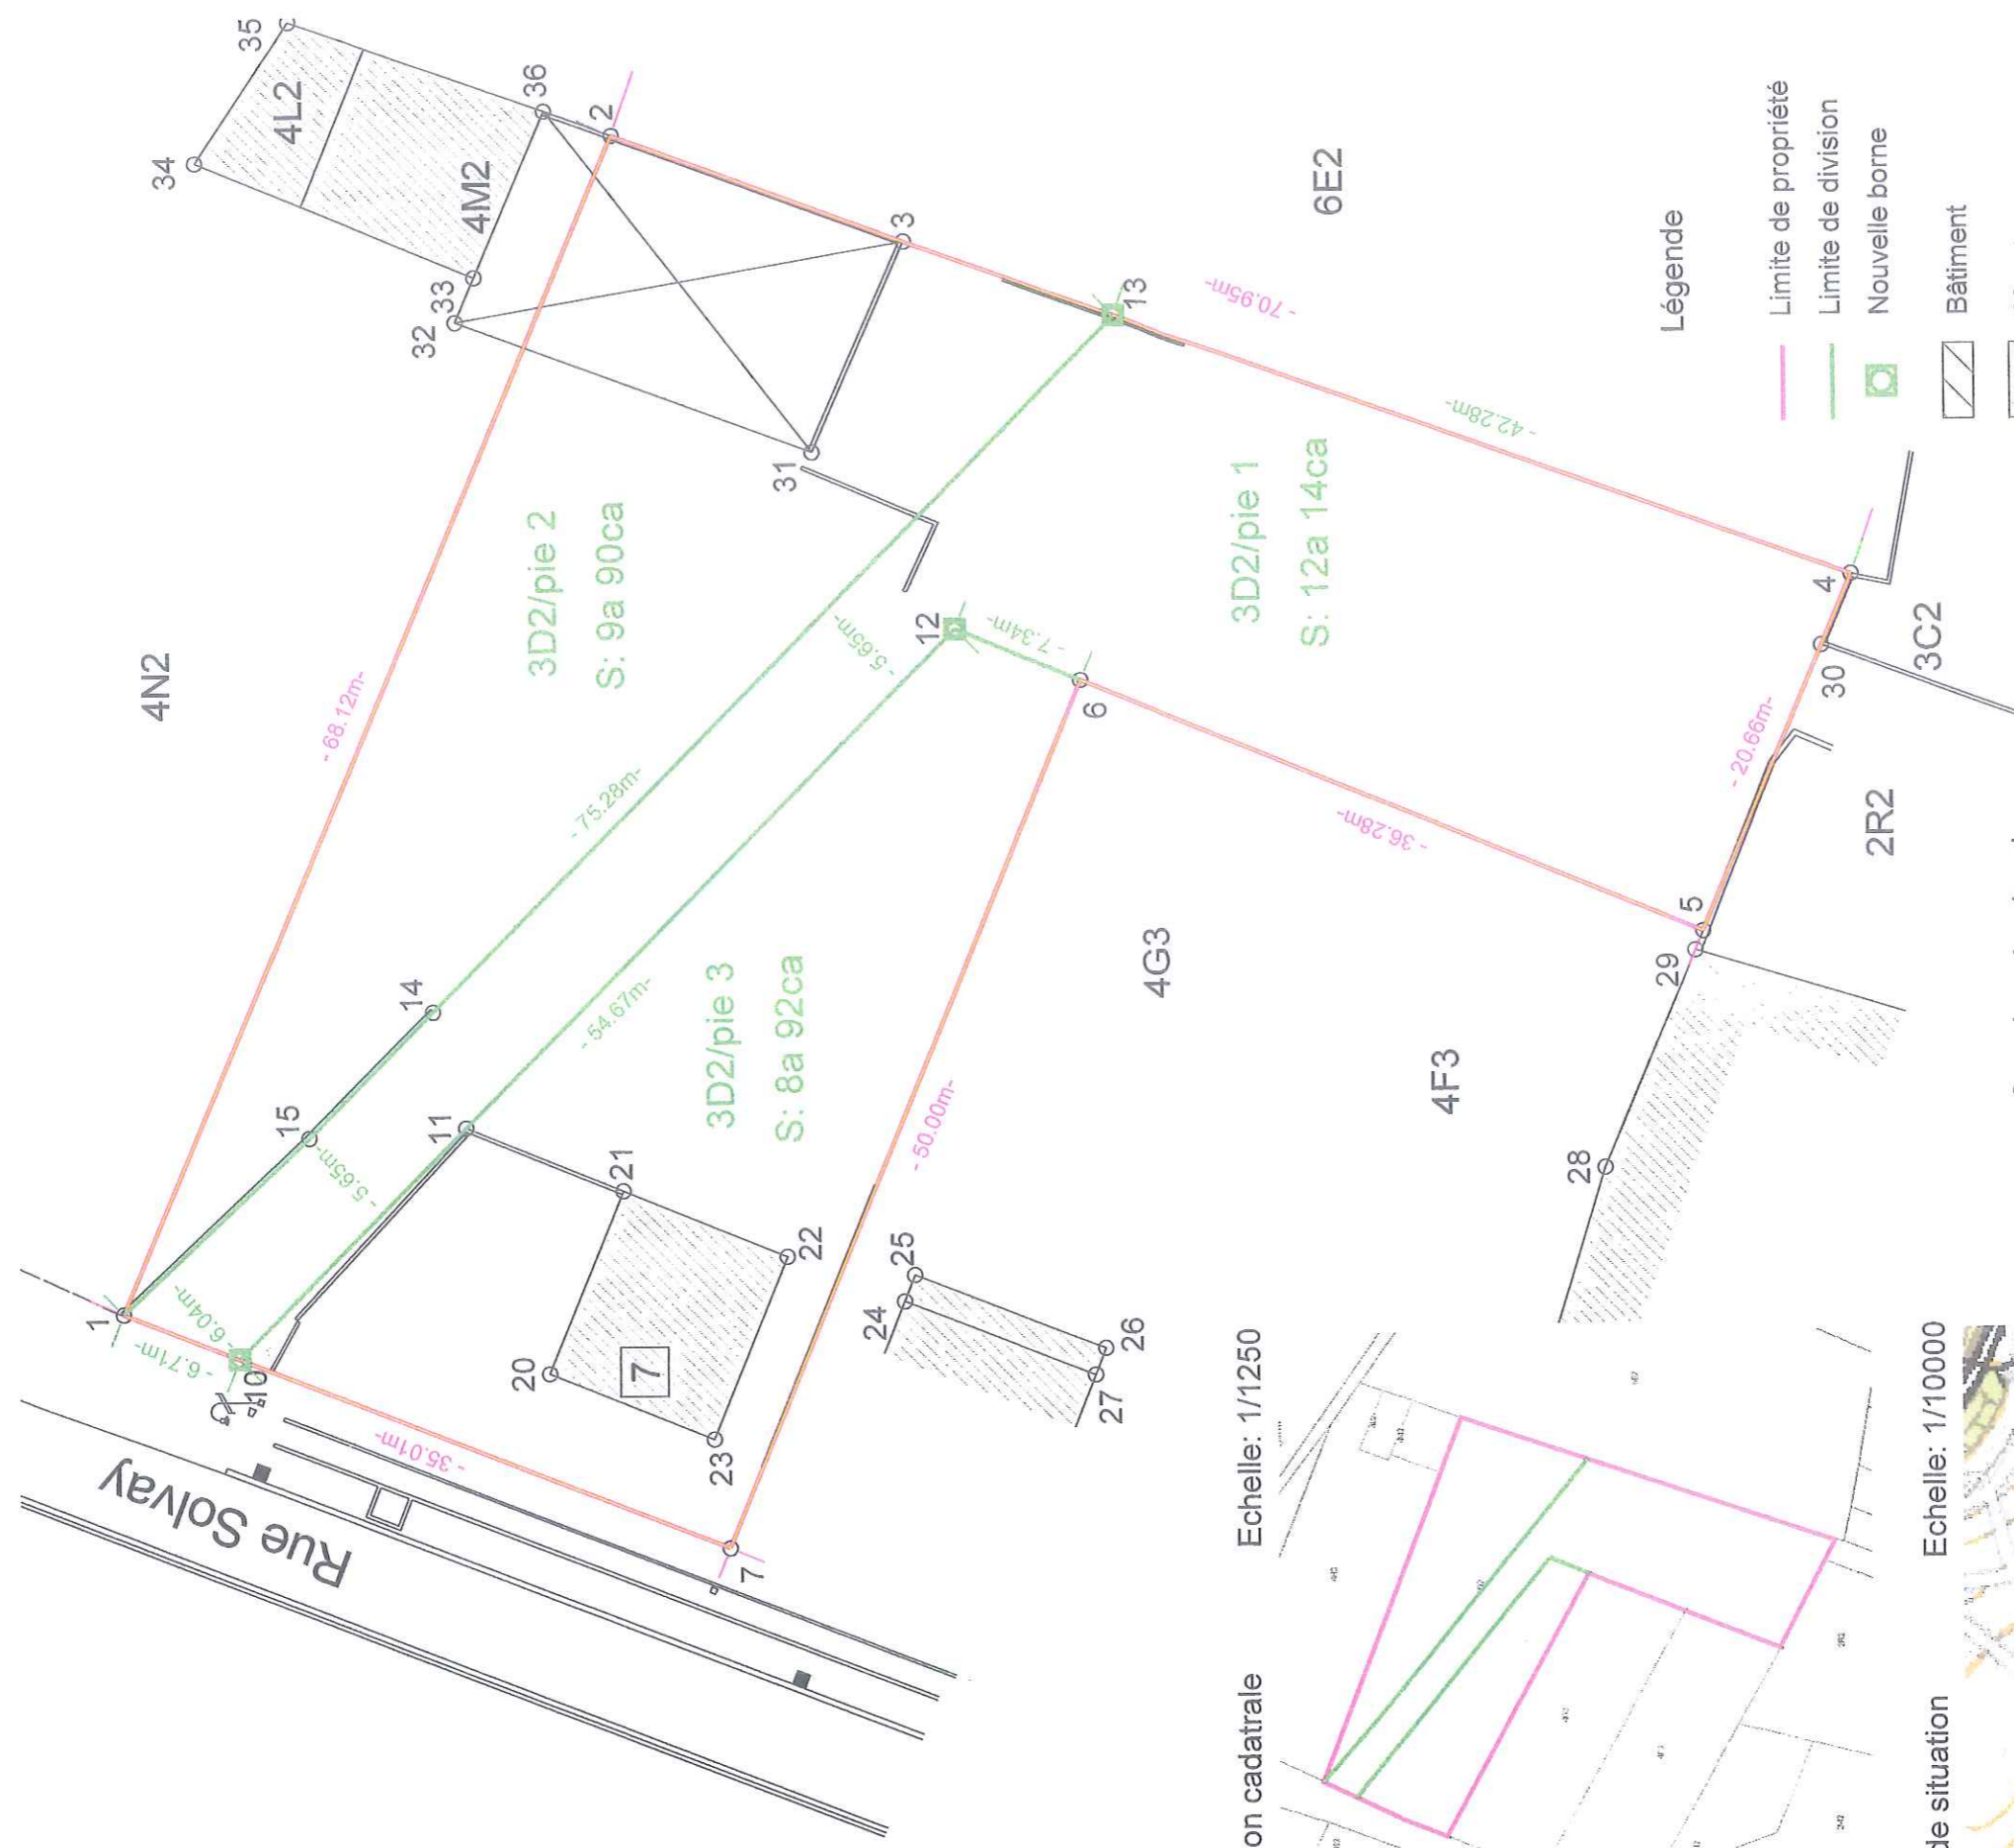 35
4L2
34
36
2
4M2
33
32
3
4N2
- 68.12m-
3D2/pie 2
S: 9a 90ca
31
13
- 70.95m-
6E2
- 42.28m-
3D2/pie 1
S: 12a 14ca
12
- 7.34m-
- 5.65m-
6
4
30
3C2
- 20.66m-
2R2
- 36.28m-
5
29
- 75.28m-
- 54.67m-
14
15
11
- 5.65m-
3D2/pie 3
S: 8a 92ca
4G3
4F3
28
- 50.00m-
21
22
20
7
23
25
24
26
27
1
- 6.04m-
- 6.71m-
10
- 35.01m-
7
Rue Solvay
Légende
Limite de propriété
Limite de division
Nouvelle borne
Bâtiment
on cadatrale
Echelle: 1/1250
de situation
Echelle: 1/10000